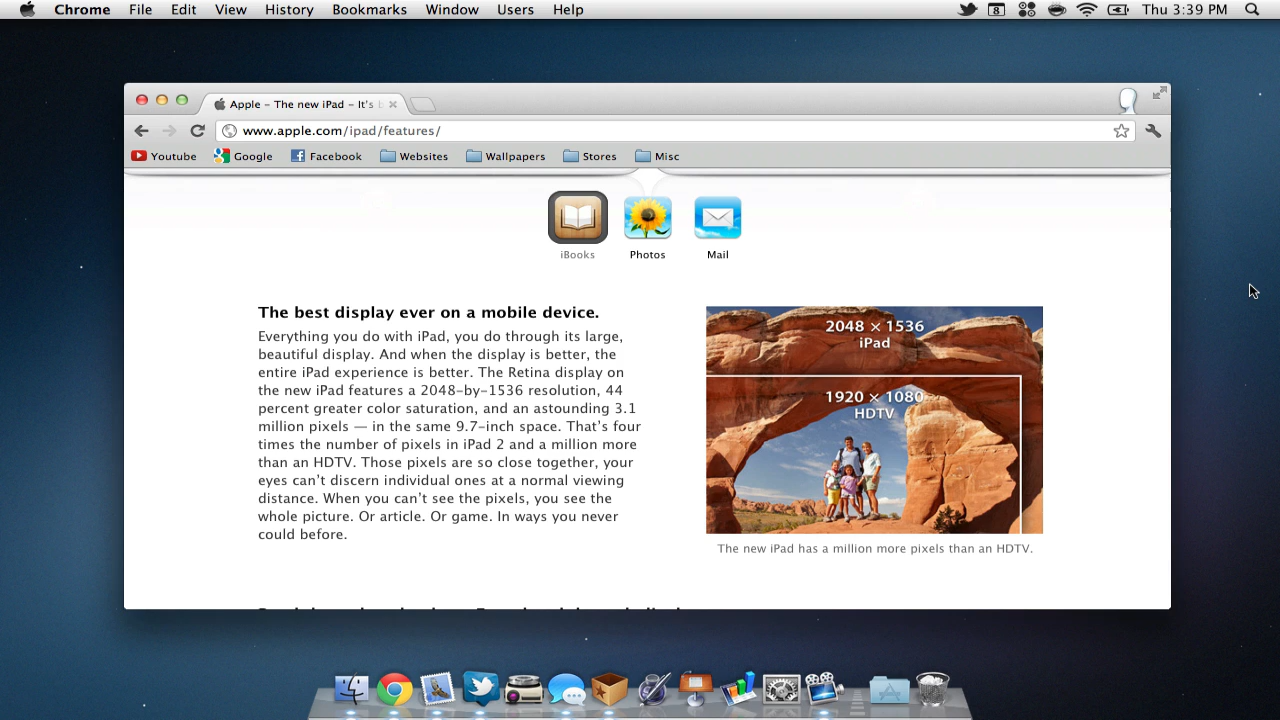 Chrome File Edit View History Bookmarks Window Users Help 8 Thu 3:39 PM
Apple – The new iPad – It's
www.apple.com/ipad/features/
Youtube Google Facebook Websites Wallpapers Stores Misc
iBooks Photos Mail
The best display ever on a mobile device.
Everything you do with iPad, you do through its large,
beautiful display. And when the display is better, the
entire iPad experience is better. The Retina display on
the new iPad features a 2048-by-1536 resolution, 44
percent greater color saturation, and an astounding 3.1
million pixels — in the same 9.7-inch space. That's four
times the number of pixels in iPad 2 and a million more
than an HDTV. Those pixels are so close together, your
eyes can't discern individual ones at a normal viewing
distance. When you can't see the pixels, you see the
whole picture. Or article. Or game. In ways you never
could before.
2048 × 1536
iPad
1920 × 1080
HDTV
The new iPad has a million more pixels than an HDTV.